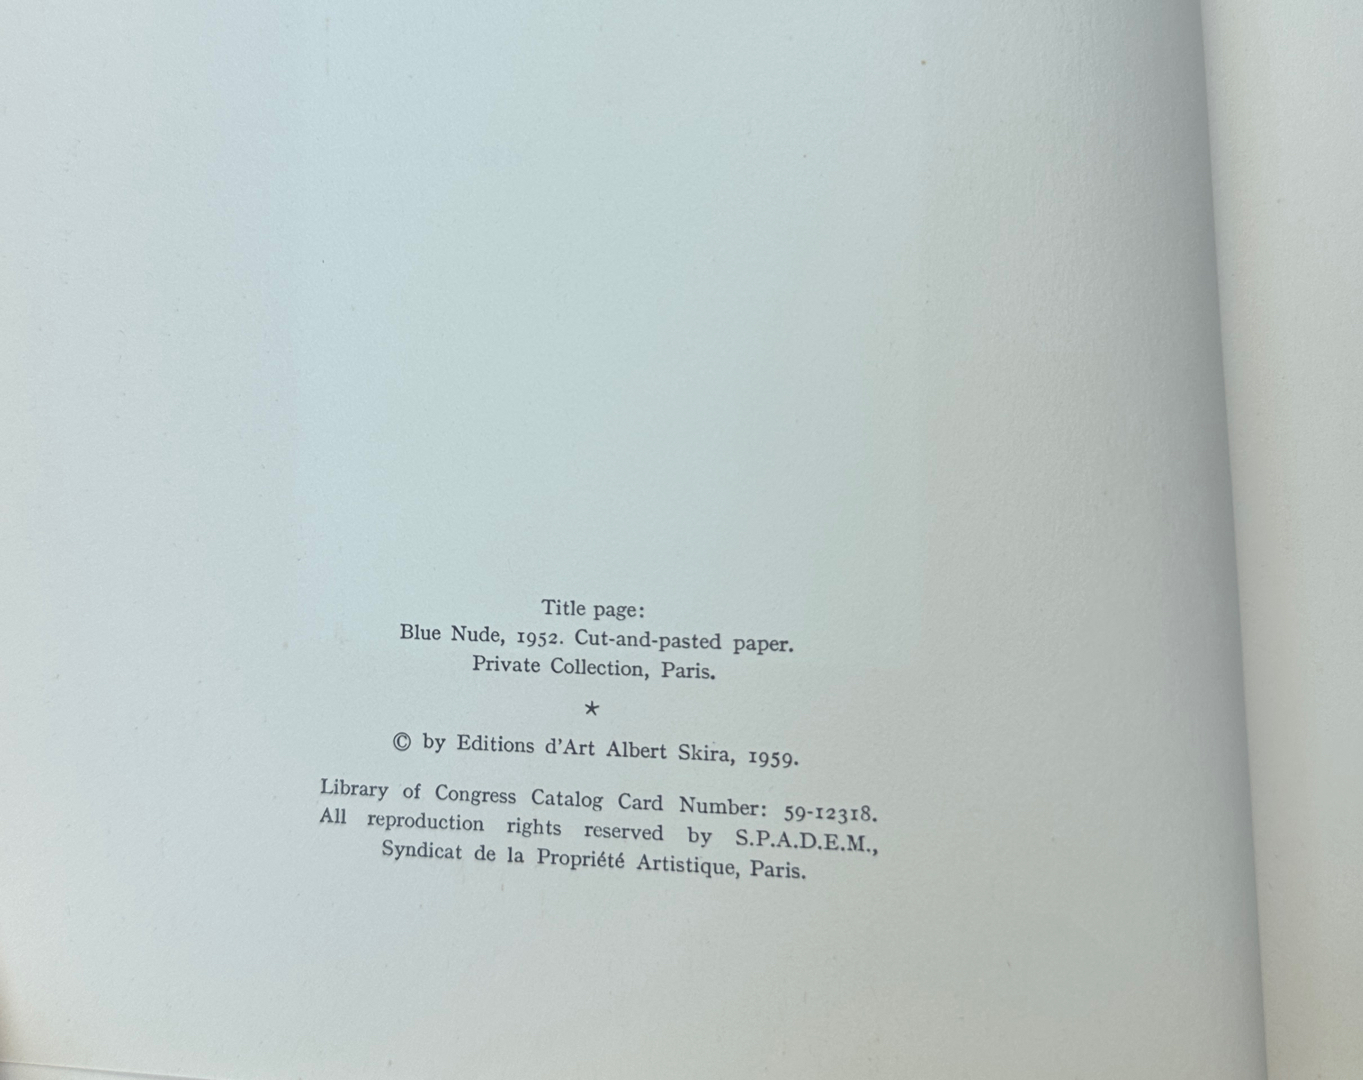 Title page:
Blue Nude, 1952. Cut-and-pasted paper.
Private Collection, Paris.
*
© by Editions d'Art Albert Skira, 1959.
Library of Congress Catalog Card Number: 59-12318.
All reproduction rights reserved by S.P.A.D.E.M.,
Syndicat de la Propriété Artistique, Paris.